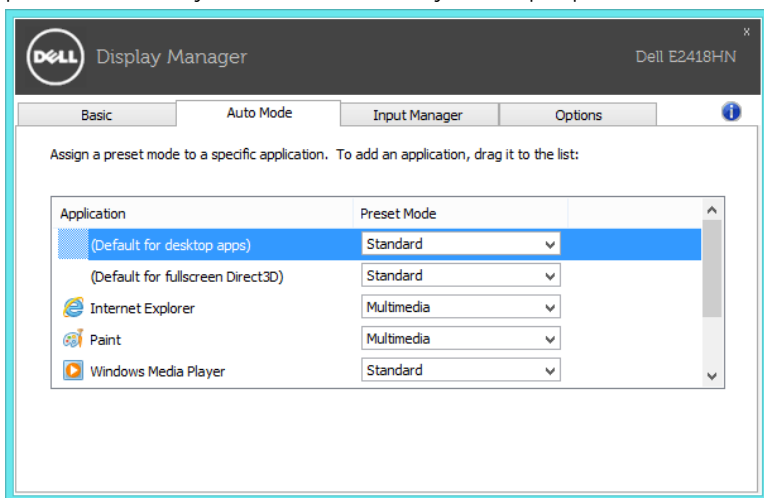 DELL Display Manager Dell E2418HN
x
Basic Auto Mode Input Manager Options i
Assign a preset mode to a specific application. To add an application, drag it to the list:
Application Preset Mode
(Default for desktop apps) Standard
(Default for fullscreen Direct3D) Standard
Internet Explorer Multimedia
Paint Multimedia
Windows Media Player Standard